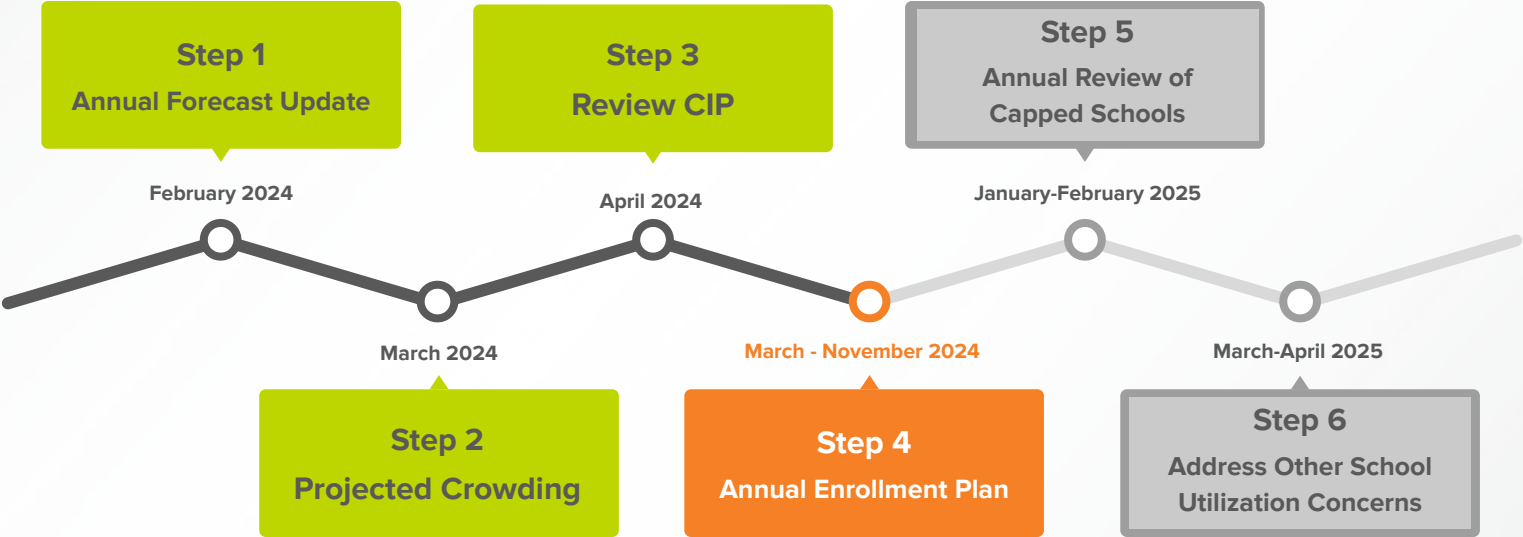 Step 1
Annual Forecast Update
February 2024
March 2024
Step 2
Projected Crowding
Step 3
Review CIP
April 2024
March - November 2024
Step 4
Annual Enrollment Plan
Step 5
Annual Review of
Capped Schools
January-February 2025
March-April 2025
Step 6
Address Other School
Utilization Concerns